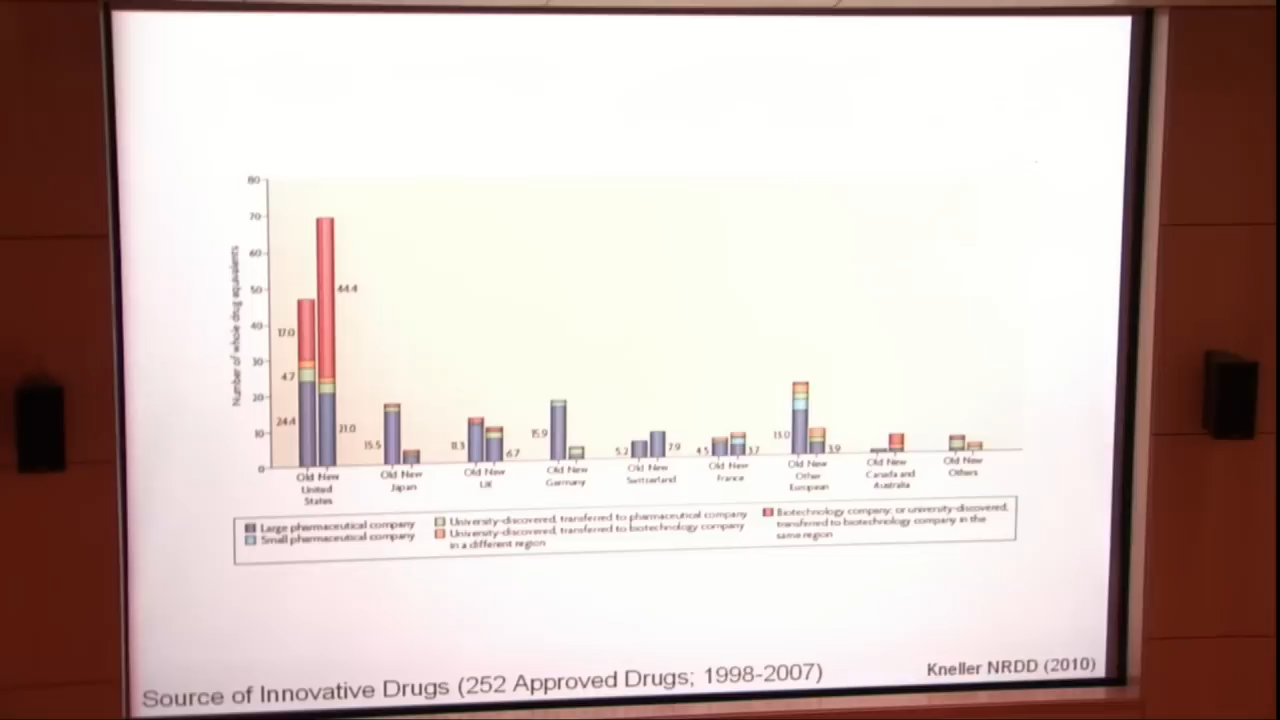 80
70
60
50
40
30
20
10
0
Number of whole drug equivalents
17.0
4.7
24.4
44.4
21.0
15.5
11.3
6.7
15.9
5.2
7.9
4.5
3.7
13.0
3.9
Old New
United
States
Old New
Japan
Old New
UK
Old New
Germany
Old New
Switzerland
Old New
France
Old New
Other
European
Old New
Canada and
Australia
Old New
Others
Large pharmaceutical company
Small pharmaceutical company
University-discovered, transferred to pharmaceutical company
University-discovered, transferred to biotechnology company
in a different region
Biotechnology company; or university-discovered,
transferred to biotechnology company in the
same region
Source of Innovative Drugs (252 Approved Drugs; 1998-2007)
Kneller NRDD (2010)